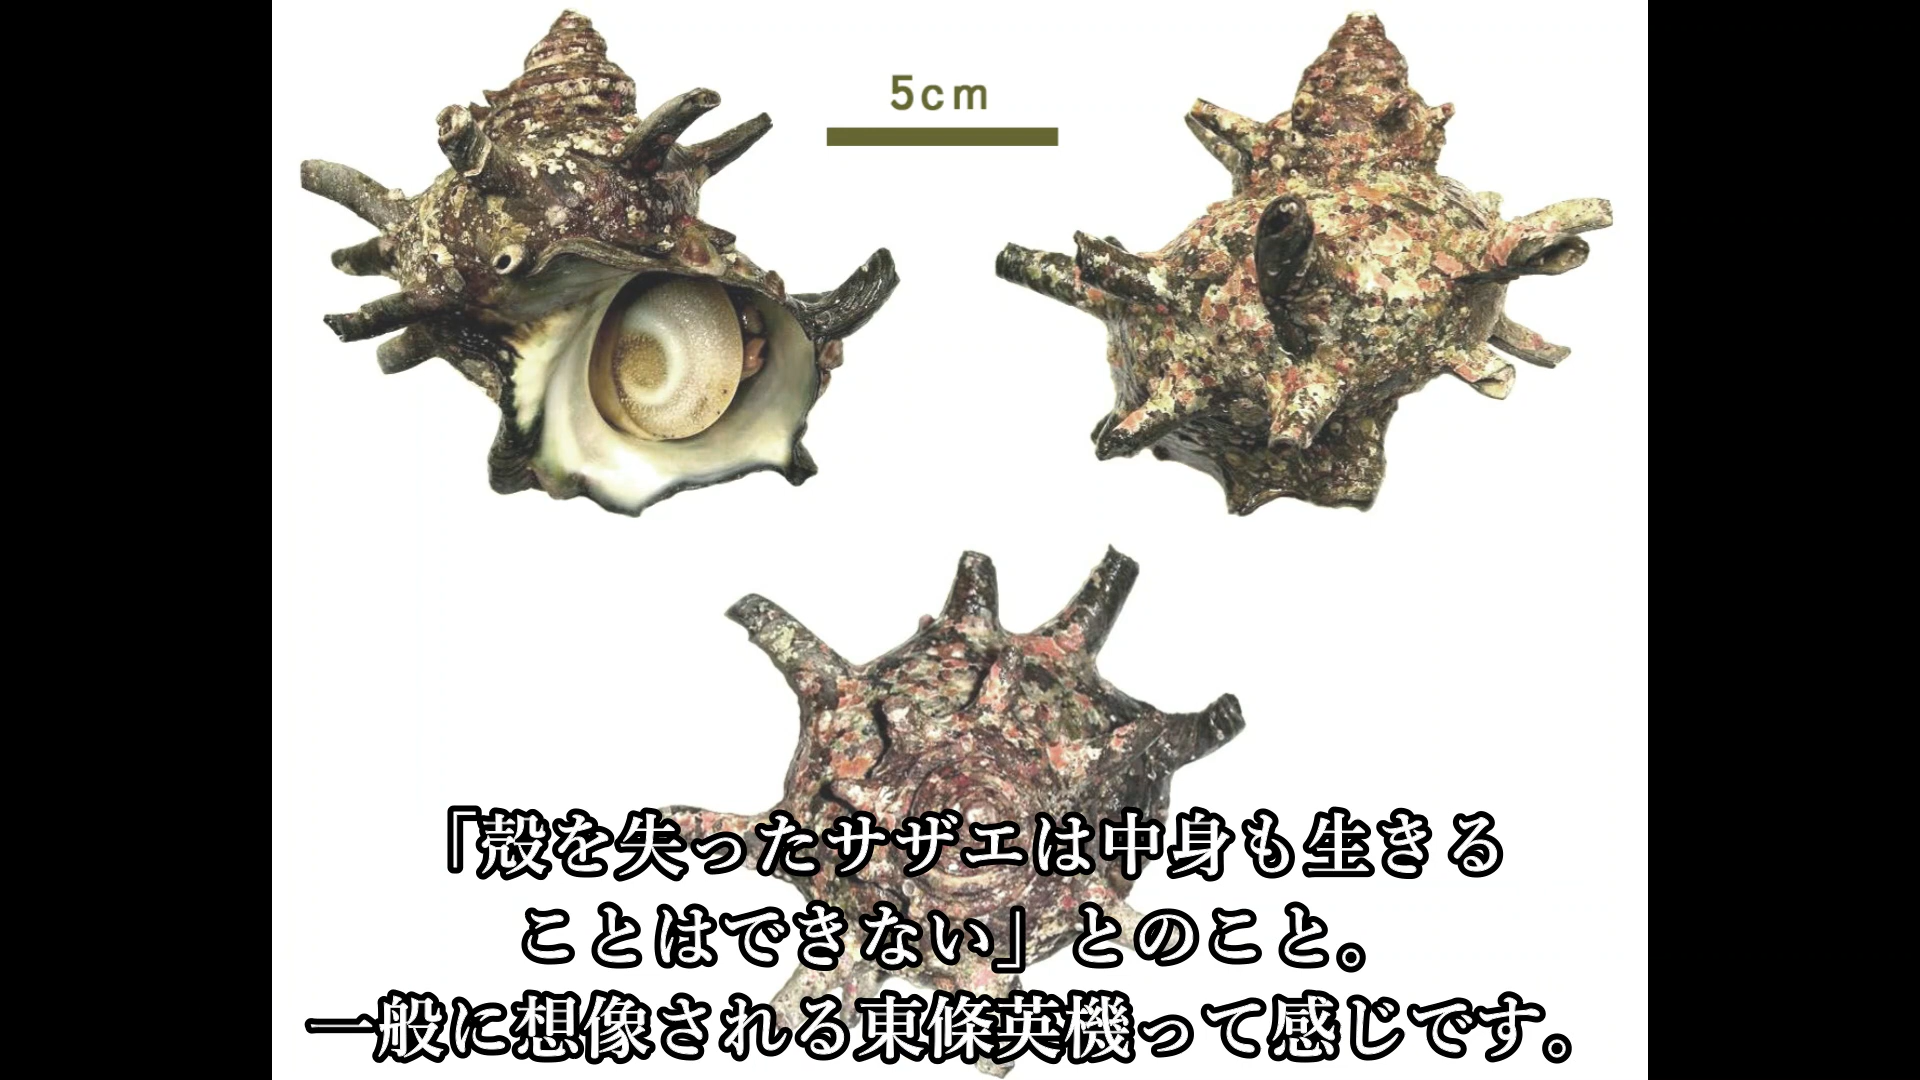 5cm
「殻を失ったサザエは中身も生きる
ことはできない」とのこと。
一般に想像される東條英機って感じです。